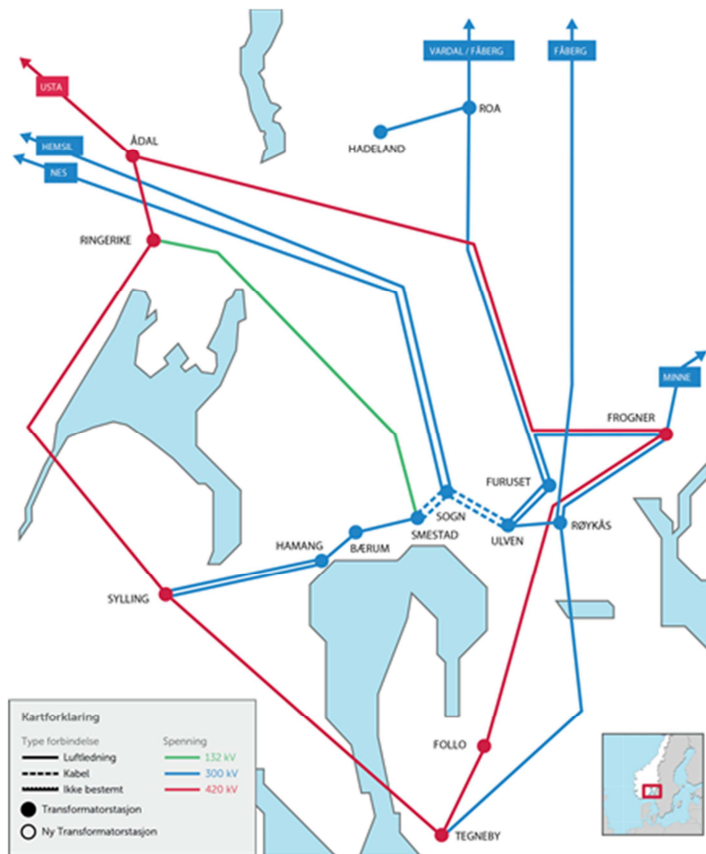 VARDAL / FÅBERG
FÅBERG
USTA
ROA
ÅDAL
HEMSIL
HADELAND
NES
RINGERIKE
MINNE
FROGNER
FURUSET
SOGN
SMESTAD
ULVEN
RØYKÅS
HAMANG
BÆRUM
SYLLING
FOLLO
TEGNEBY
Kartforklaring
Type forbindelse Spenning
Luftledning 132 kV
Kabel 300 kV
Ikke bestemt 420 kV
Transformatorstasjon
Ny Transformatorstasjon